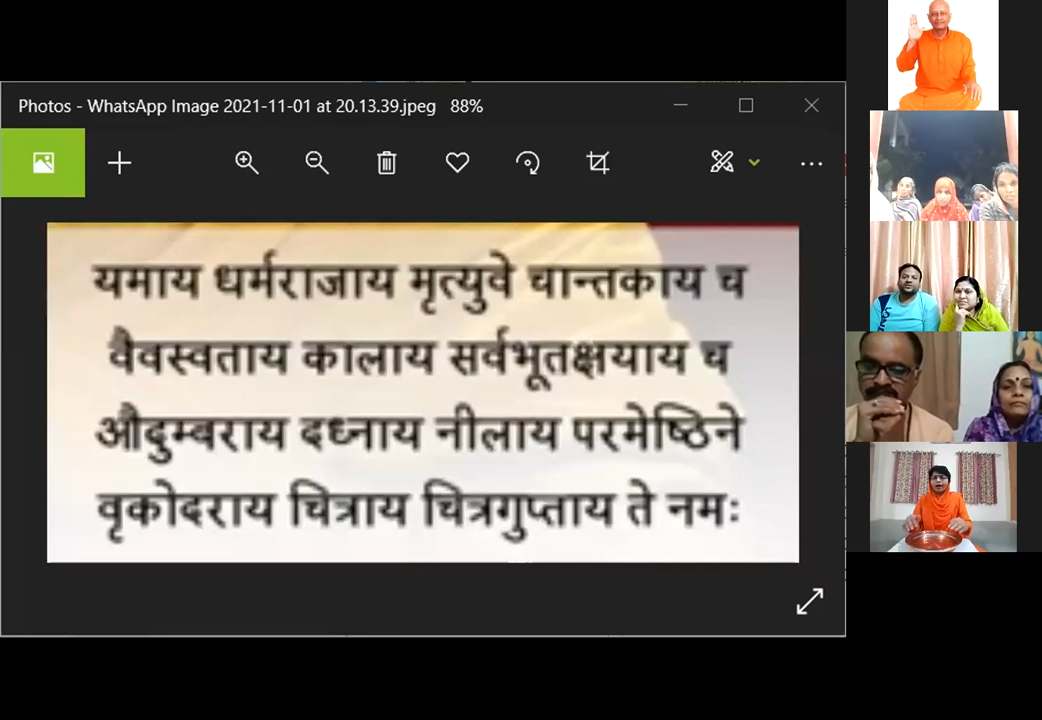 Photos - WhatsApp Image 2021-11-01 at 20.13.39.jpeg 88%
यमाय धर्मराजाय मृत्युवे चान्तकाय च
वैवस्वताय कालाय सर्वभूतक्षयाय च
औदुम्बराय दध्नाय नीलाय परमेष्ठिने
वृकोदराय चित्राय चित्रगुप्ताय ते नमः